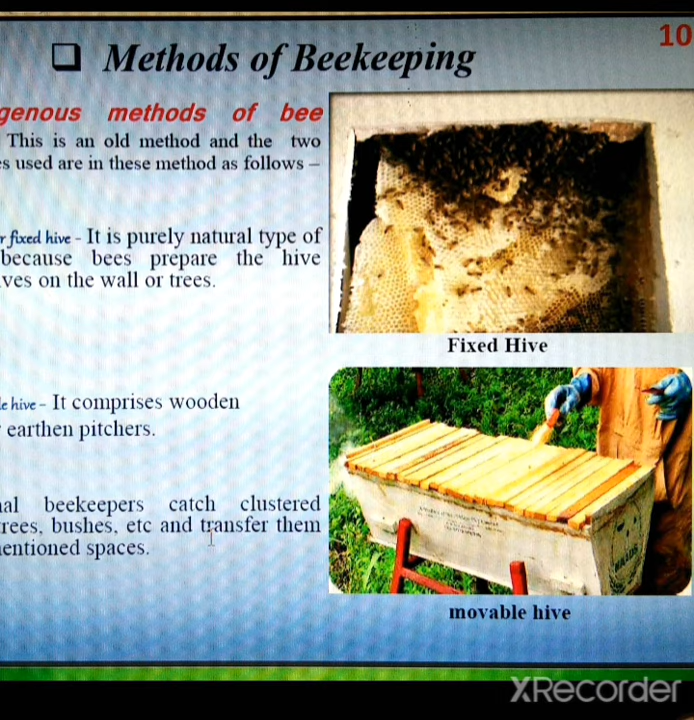 10
Methods of Beekeeping
genous methods of bee
This is an old method and the two
s used are in these method as follows –
r fixed hive - It is purely natural type of
because bees prepare the hive
ves on the wall or trees.
Fixed Hive
le hive - It comprises wooden
earthen pitchers.
nal beekeepers catch clustered
rees, bushes, etc and transfer them
entioned spaces.
movable hive
XRecorder